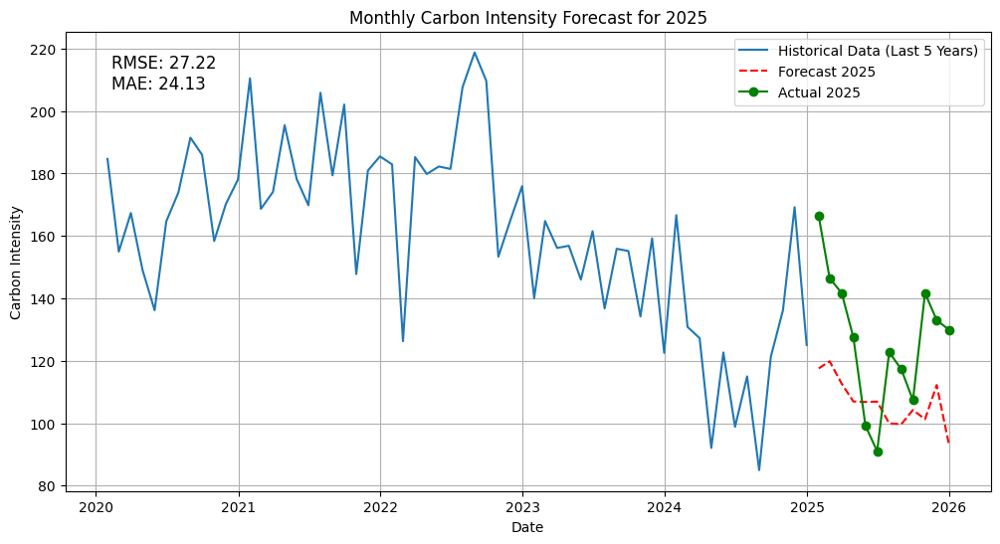 Monthly Carbon Intensity Forecast for 2025
RMSE: 27.22
MAE: 24.13
Historical Data (Last 5 Years)
Forecast 2025
Actual 2025
Carbon Intensity
220
200
180
160
140
120
100
80
2020
2021
2022
2023
2024
2025
2026
Date